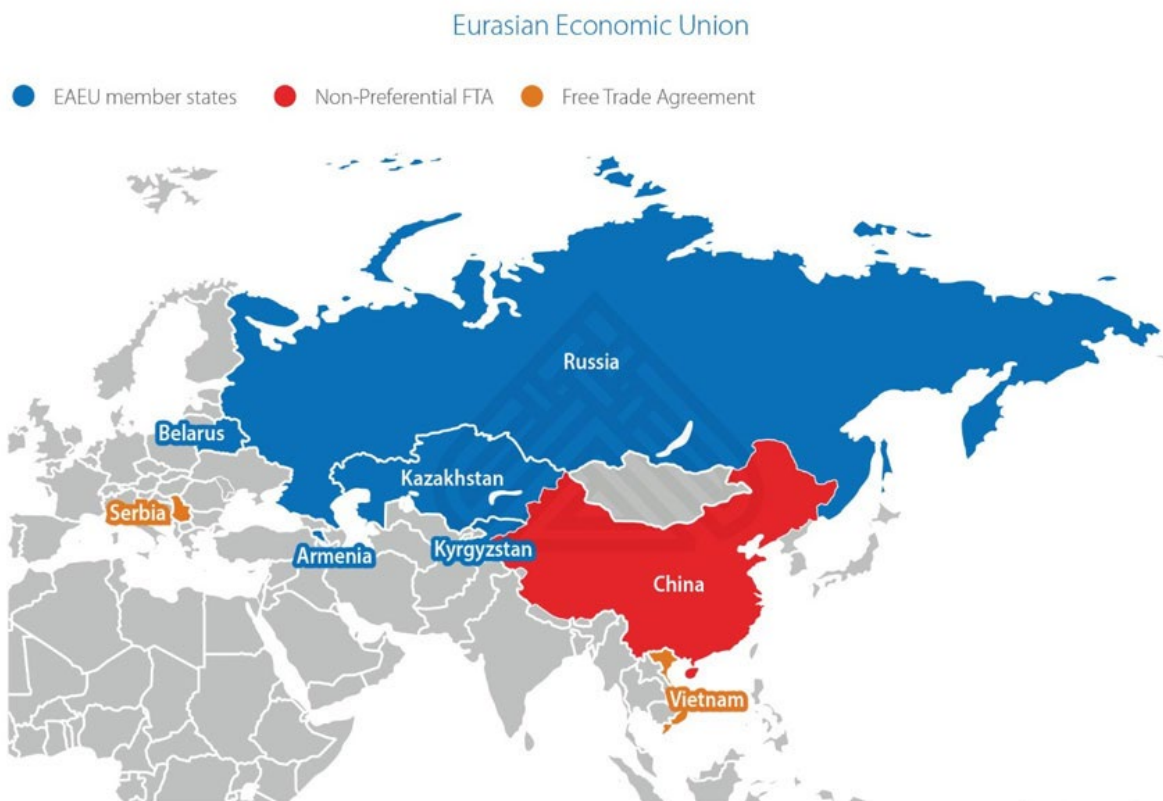 Eurasian Economic Union
EAEU member states Non-Preferential FTA Free Trade Agreement
Russia
Belarus
Kazakhstan
Serbia
Armenia
Kyrgyzstan
China
Vietnam